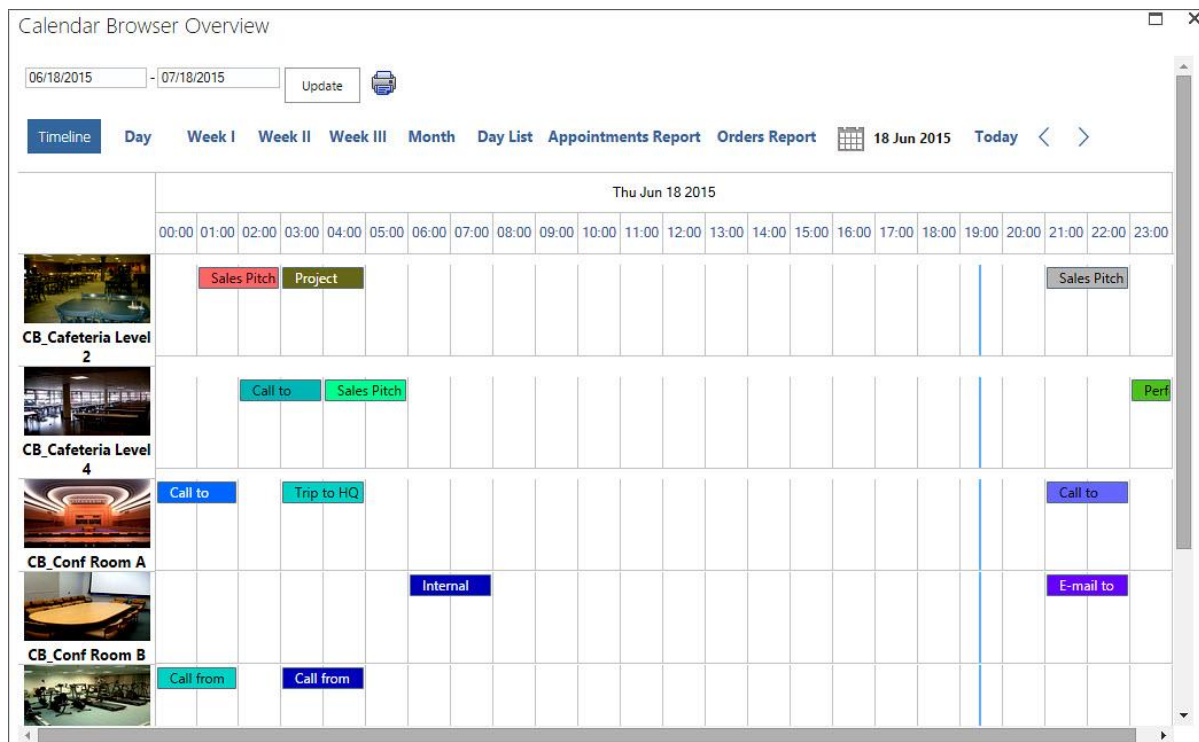 Calendar Browser Overview
06/18/2015 - 07/18/2015 Update
Timeline Day Week I Week II Week III Month Day List Appointments Report Orders Report 18 Jun 2015 Today
Thu Jun 18 2015
00:00 01:00 02:00 03:00 04:00 05:00 06:00 07:00 08:00 09:00 10:00 11:00 12:00 13:00 14:00 15:00 16:00 17:00 18:00 19:00 20:00 21:00 22:00 23:00
Sales Pitch Project Sales Pitch
CB_Cafeteria Level
2
Call to Sales Pitch Perf
CB_Cafeteria Level
4
Call to Trip to HQ Call to
CB_Conf Room A
Internal E-mail to
CB_Conf Room B
Call from Call from